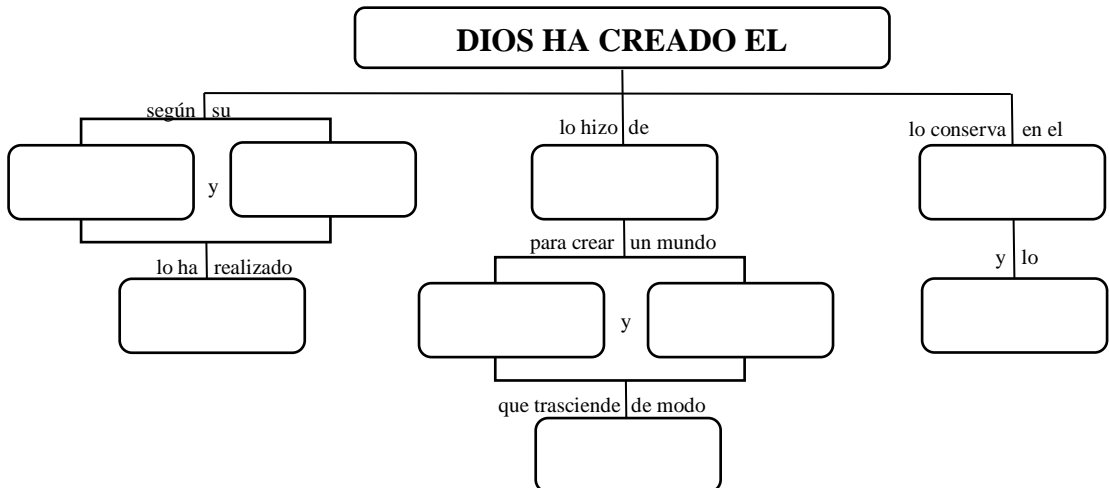 DIOS HA CREADO EL
según su
lo hizo de
lo conserva en el
y
lo ha realizado
para crear un mundo
y lo
y
que trasciende de modo